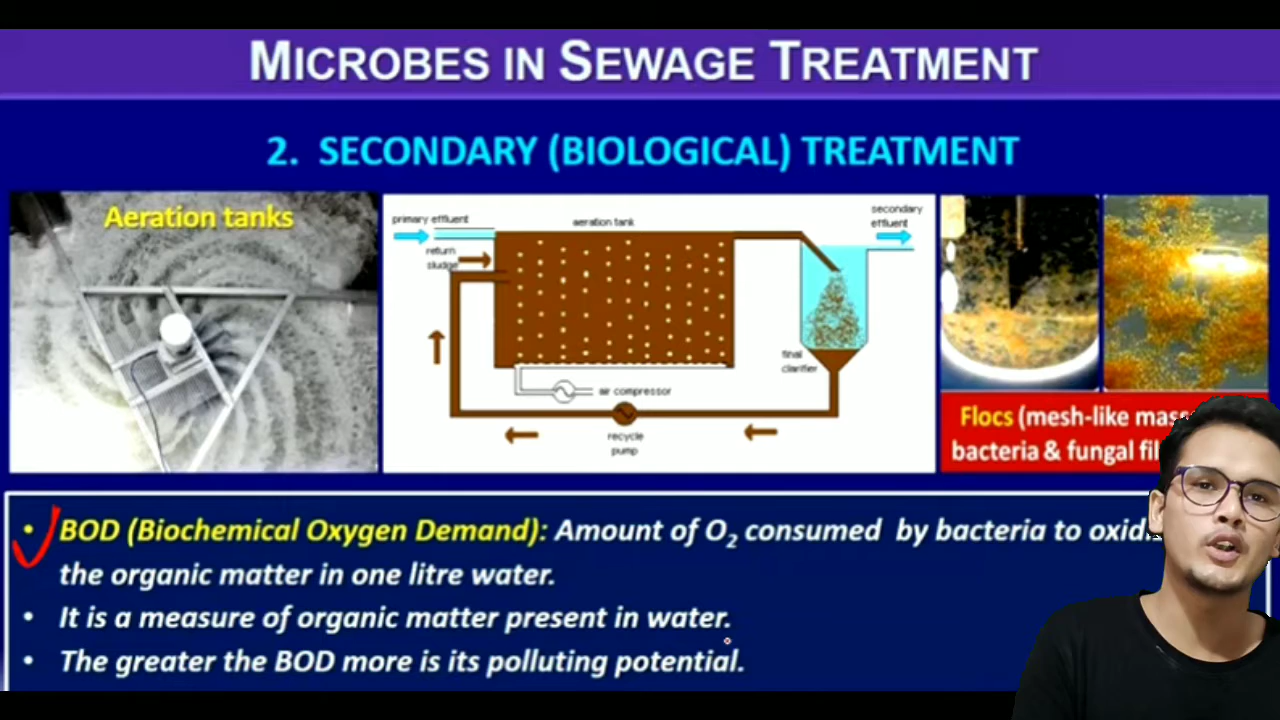 MICROBES IN SEWAGE TREATMENT
2. SECONDARY (BIOLOGICAL) TREATMENT
Aeration tanks
primary effluent
return
sludge
aeration tank
air compressor
recycle
pump
final
clarifier
secondary
effluent
Flocs (mesh-like
bacteria & fungal
• BOD (Biochemical Oxygen Demand): Amount of O₂ consumed by bacteria to
the organic matter in one litre water.
• It is a measure of organic matter present in water.
• The greater the BOD more is its polluting potential.